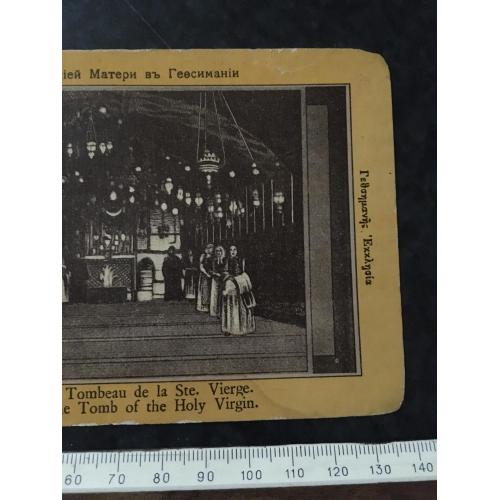 Матери въ Геѳсиманіи
Γεθσημανῆς Ἐκκλησία
Tombeau de la Ste. Vierge.
Tomb of the Holy Virgin.
60 70 80 90 100 110 120 130 140